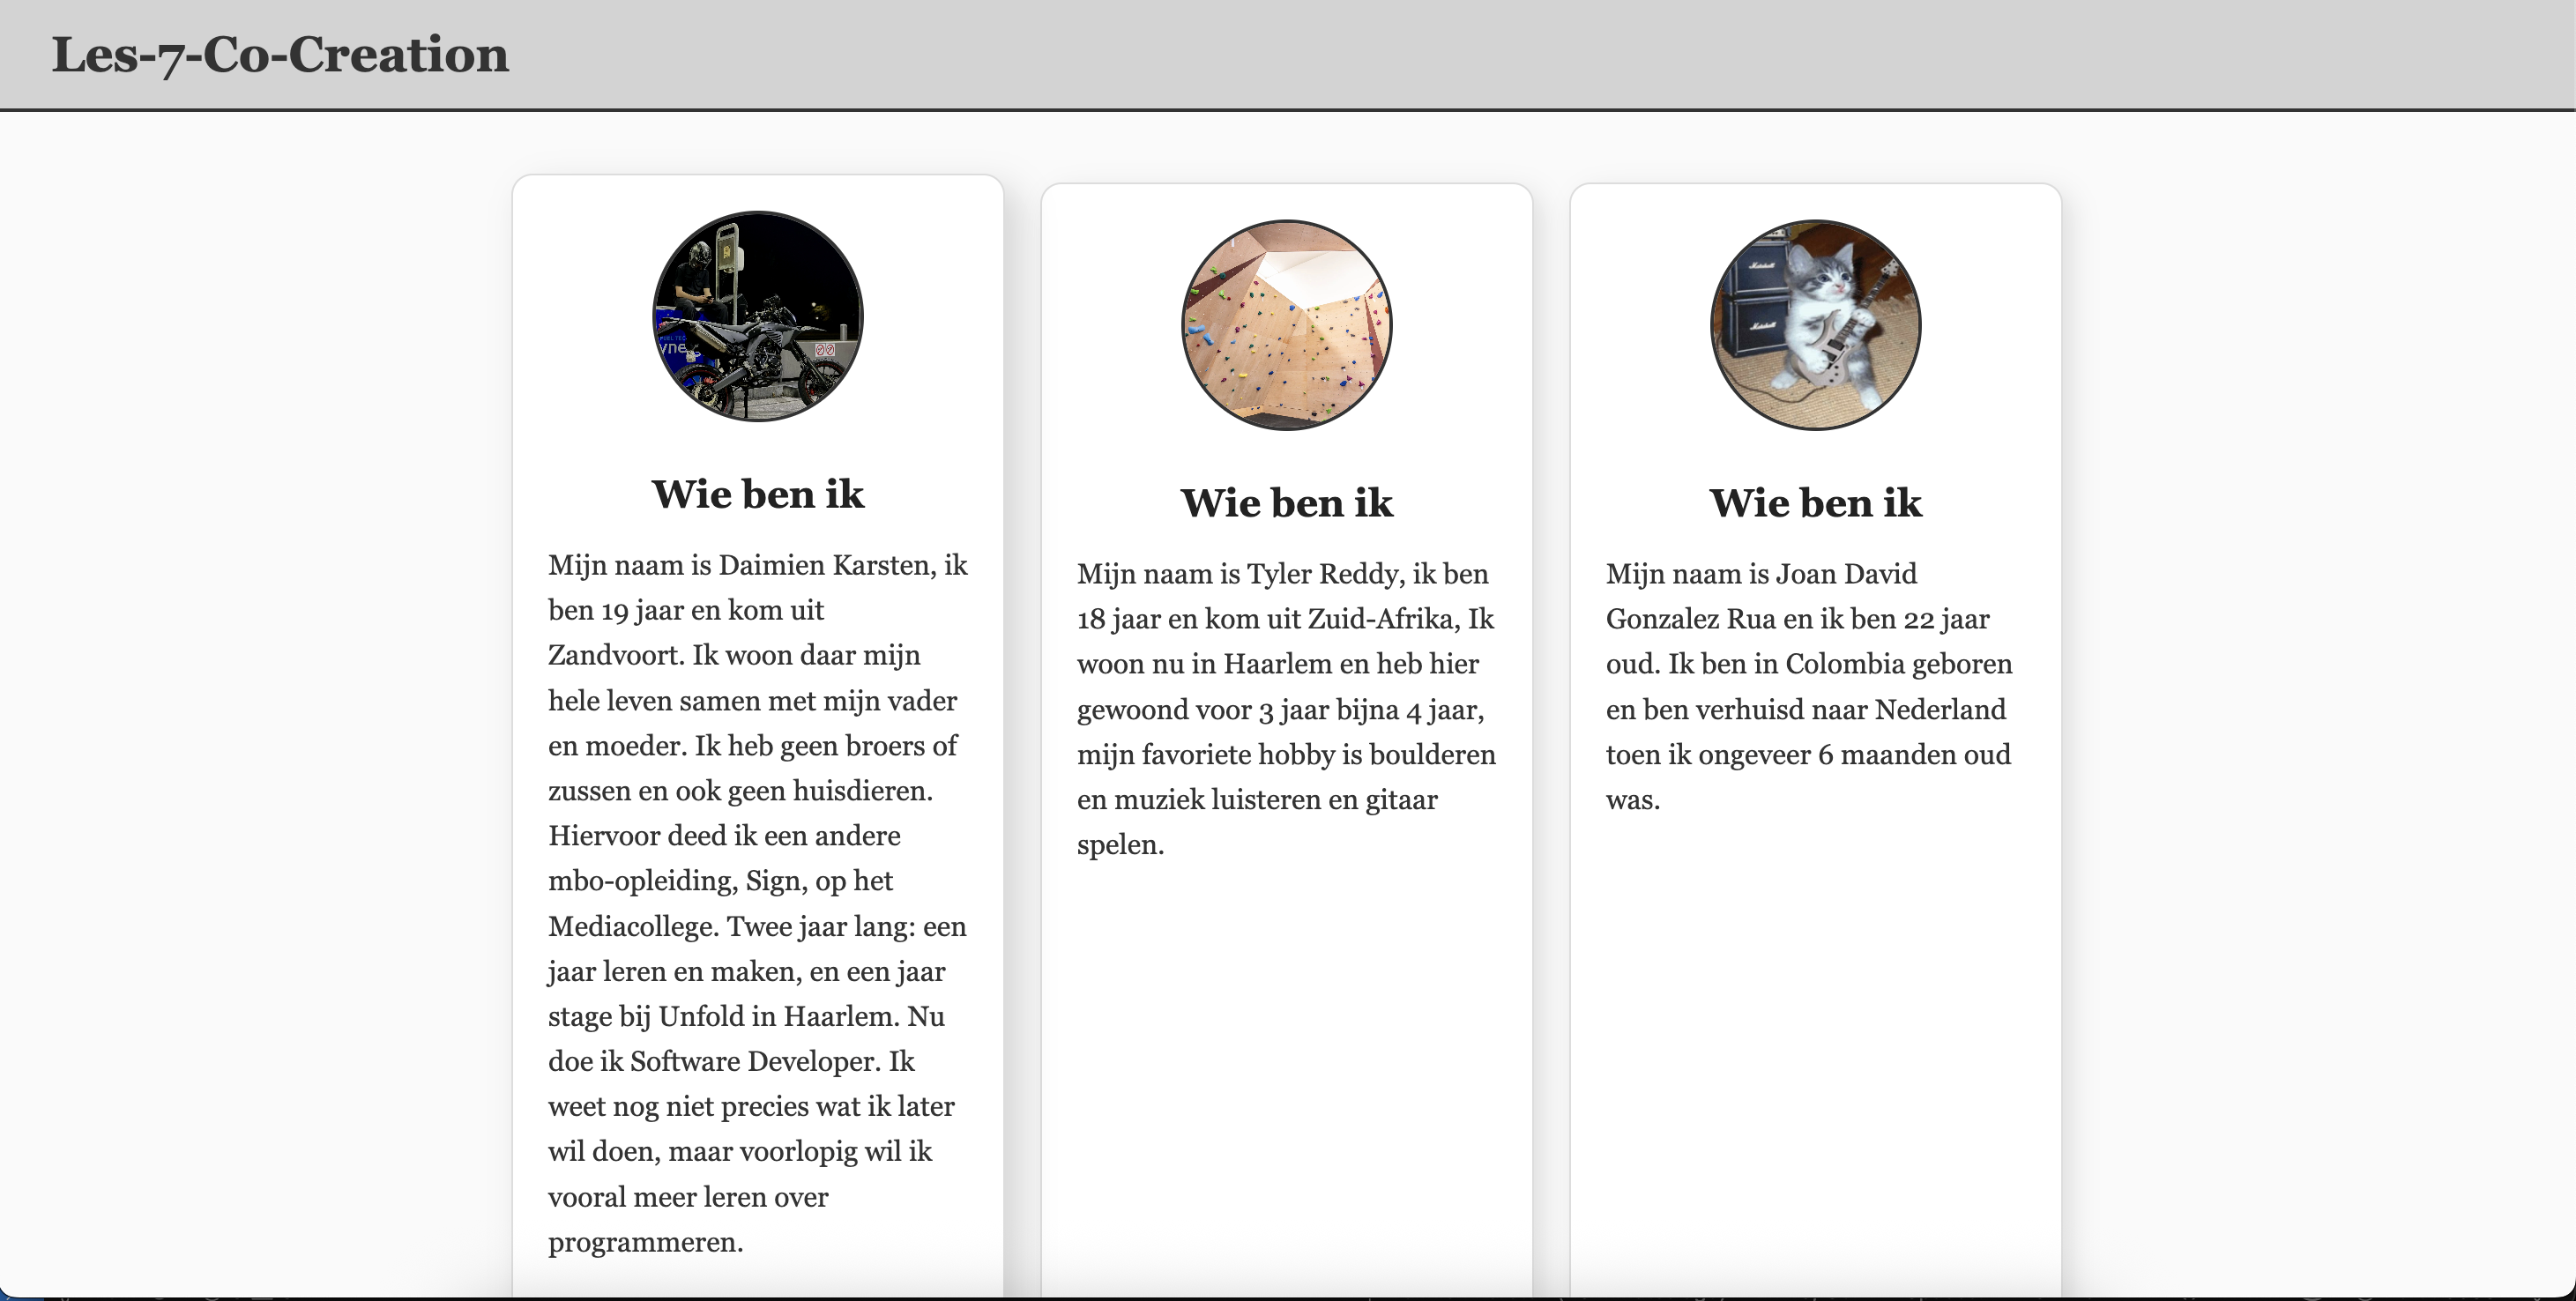 Les-7-Co-Creation
Wie ben ik
Mijn naam is Daimien Karsten, ik
ben 19 jaar en kom uit
Zandvoort. Ik woon daar mijn
hele leven samen met mijn vader
en moeder. Ik heb geen broers of
zussen en ook geen huisdieren.
Hiervoor deed ik een andere
mbo-opleiding, Sign, op het
Mediacollege. Twee jaar lang: een
jaar leren en maken, en een jaar
stage bij Unfold in Haarlem. Nu
doe ik Software Developer. Ik
weet nog niet precies wat ik later
wil doen, maar voorlopig wil ik
vooral meer leren over
programmeren.
Wie ben ik
Mijn naam is Tyler Reddy, ik ben
18 jaar en kom uit Zuid-Afrika, Ik
woon nu in Haarlem en heb hier
gewoond voor 3 jaar bijna 4 jaar,
mijn favoriete hobby is boulderen
en muziek luisteren en gitaar
spelen.
Marshall
Marshall
Wie ben ik
Mijn naam is Joan David
Gonzalez Rua en ik ben 22 jaar
oud. Ik ben in Colombia geboren
en ben verhuisd naar Nederland
toen ik ongeveer 6 maanden oud
was.